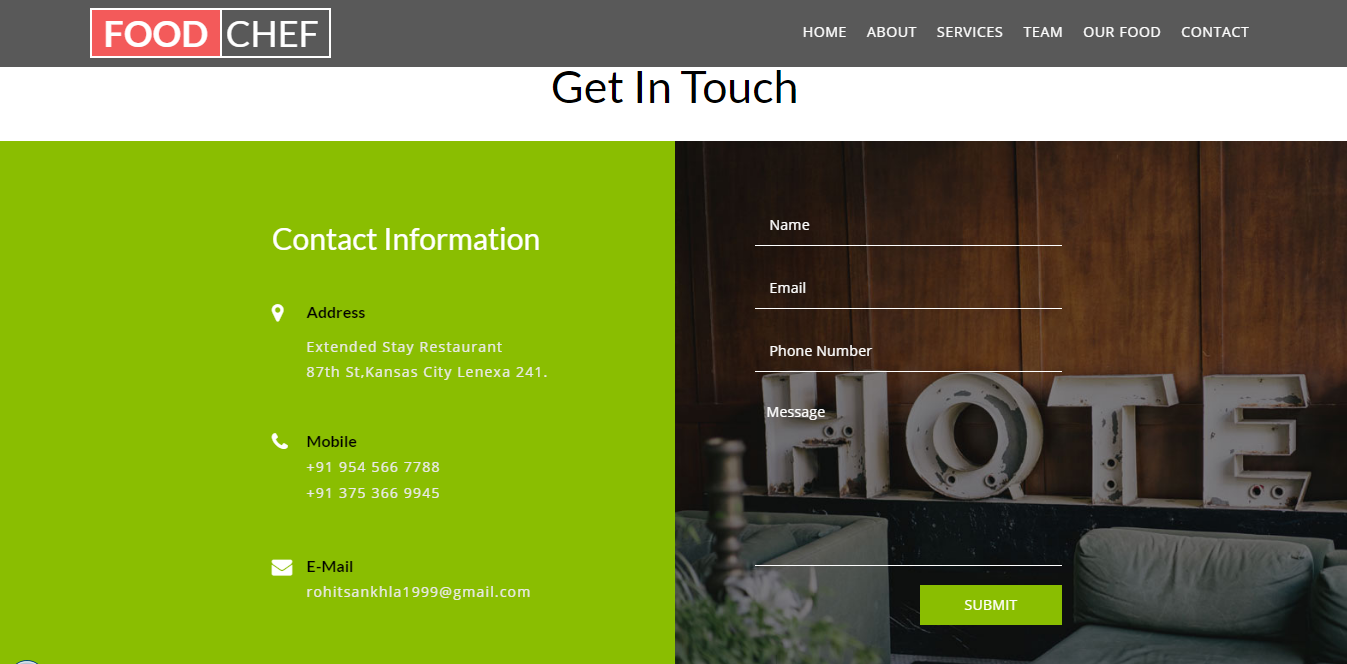 FOOD CHEF
HOME ABOUT SERVICES TEAM OUR FOOD CONTACT
Get In Touch
Contact Information
Address
Extended Stay Restaurant
87th St,Kansas City Lenexa 241.
Mobile
+91 954 566 7788
+91 375 366 9945
E-Mail
rohitsankhla1999@gmail.com
Name
Email
Phone Number
Message
HOTE
SUBMIT